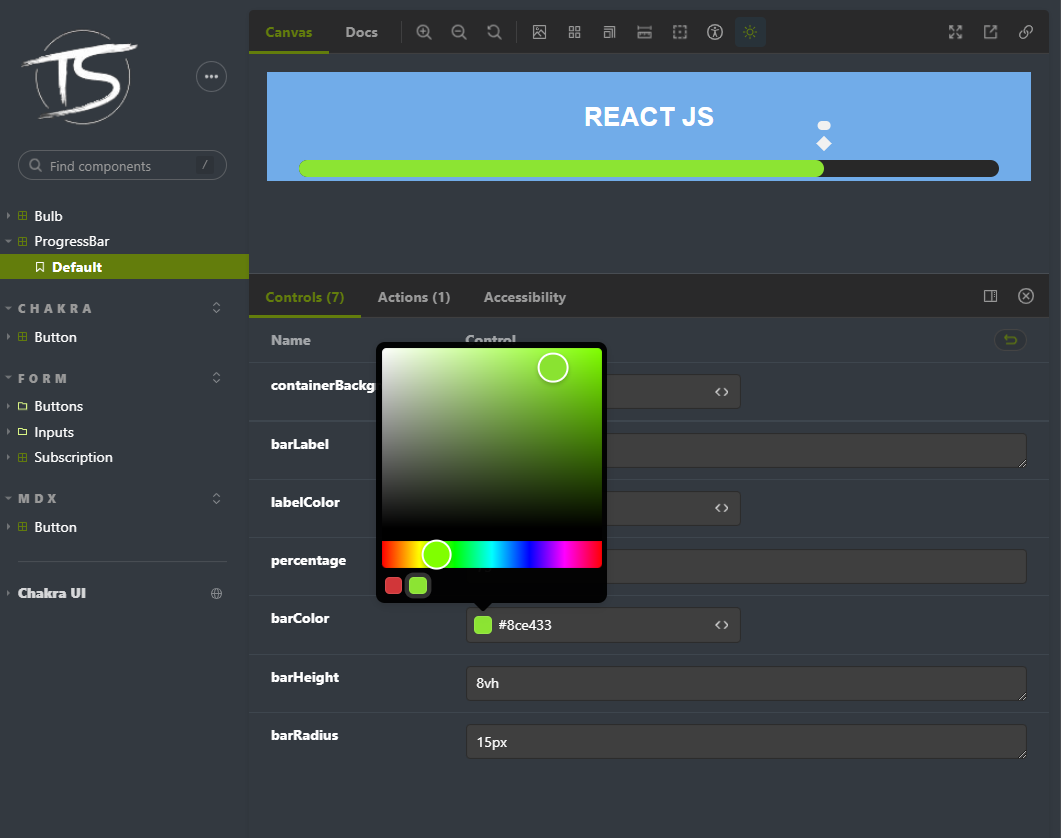 TS
Canvas Docs
REACT JS
Find components /
Bulb
ProgressBar
Default
CHAKRA
Button
FORM
Buttons
Inputs
Subscription
MDX
Button
Chakra UI
Controls (7) Actions (1) Accessibility
Name Control
containerBackg
barLabel
labelColor
percentage
barColor #8ce433
barHeight 8vh
barRadius 15px